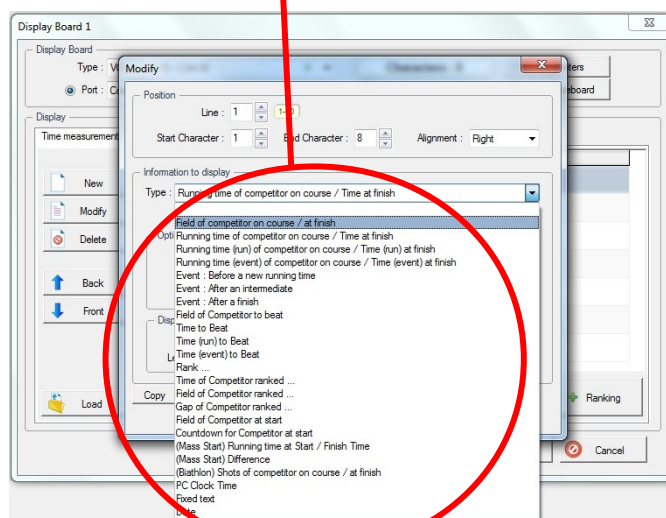 Display Board 1
Display Board
Type :
Port :
Modify
Position
Line : 1
Start Character : 1 End Character : 8 Alignment : Right
Display
Time measurement
New
Modify
Delete
Back
Front
Load
Information to display
Type : Running time of competitor on course / Time at finish
Field of competitor on course / at finish
Running time of competitor on course / Time at finish
Running time (run) of competitor on course / Time (run) at finish
Running time (event) of competitor on course / Time (event) at finish
Event : Before a new running time
Event : After an intermediate
Event : After a finish
Field of Competitor to beat
Time to Beat
Time (run) to Beat
Time (event) to Beat
Rank ...
Time of Competitor ranked ...
Field of Competitor ranked ...
Gap of Competitor ranked ...
Field of Competitor at start
Countdown for Competitor at start
(Mass Start) Running time at Start / Finish Time
(Mass Start) Difference
(Biathlon) Shots of competitor on course / at finish
PC Clock Time
Fixed text
Date
Copy
Ranking
Cancel